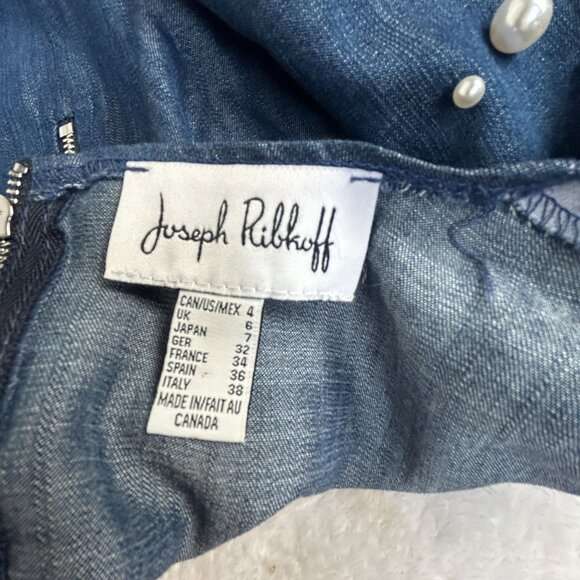 Joseph Ribkoff
CAN/US/MEX 4
UK 6
JAPAN 7
GER 32
FRANCE 34
SPAIN 36
ITALY 38
MADE IN/FAIT AU
CANADA